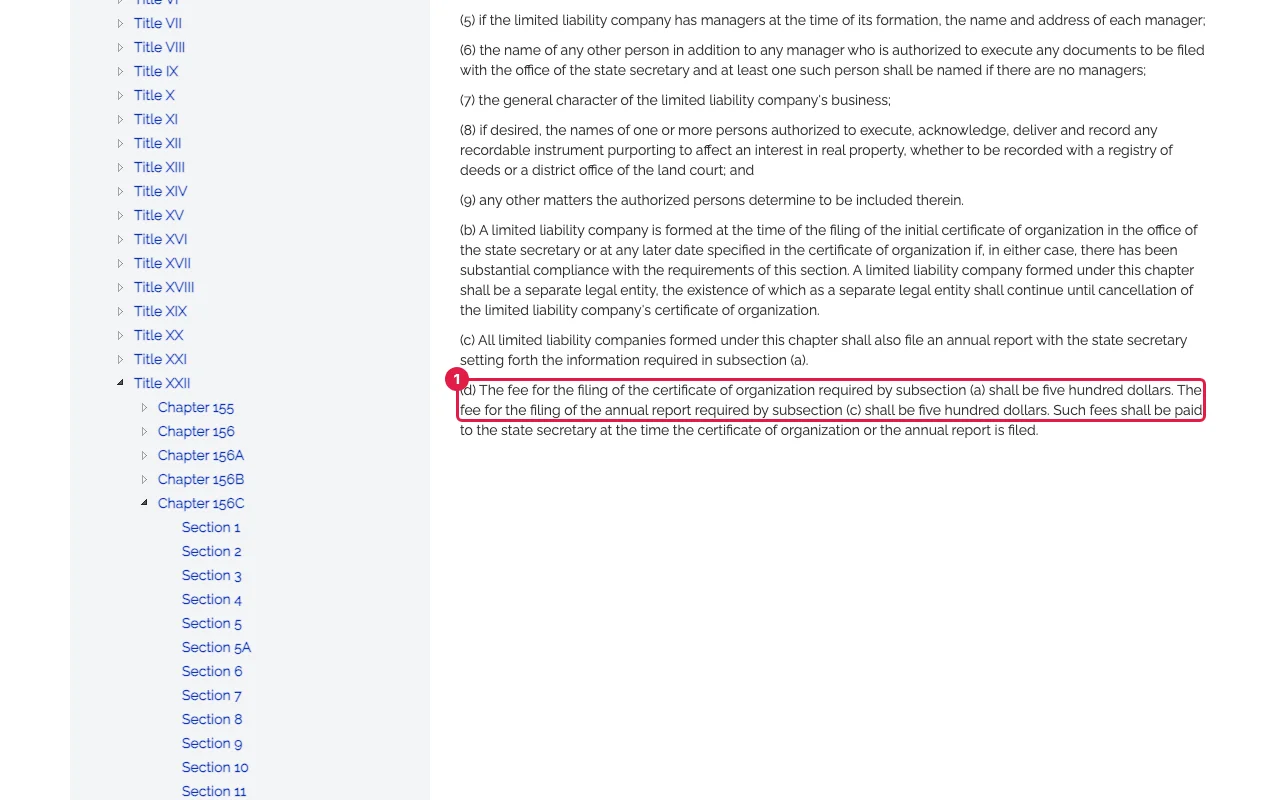 Title VI
Title VII
Title VIII
Title IX
Title X
Title XI
Title XII
Title XIII
Title XIV
Title XV
Title XVI
Title XVII
Title XVIII
Title XIX
Title XX
Title XXI
Title XXII
Chapter 155
Chapter 156
Chapter 156A
Chapter 156B
Chapter 156C
Section 1
Section 2
Section 3
Section 4
Section 5
Section 5A
Section 6
Section 7
Section 8
Section 9
Section 10
Section 11
(5) if the limited liability company has managers at the time of its formation, the name and address of each manager;
(6) the name of any other person in addition to any manager who is authorized to execute any documents to be filed
with the office of the state secretary and at least one such person shall be named if there are no managers;
(7) the general character of the limited liability company's business;
(8) if desired, the names of one or more persons authorized to execute, acknowledge, deliver and record any
recordable instrument purporting to affect an interest in real property, whether to be recorded with a registry of
deeds or a district office of the land court; and
(9) any other matters the authorized persons determine to be included therein.
(b) A limited liability company is formed at the time of the filing of the initial certificate of organization in the office of
the state secretary or at any later date specified in the certificate of organization if, in either case, there has been
substantial compliance with the requirements of this section. A limited liability company formed under this chapter
shall be a separate legal entity, the existence of which as a separate legal entity shall continue until cancellation of
the limited liability company's certificate of organization.
(c) All limited liability companies formed under this chapter shall also file an annual report with the state secretary
setting forth the information required in subsection (a).
1
(d) The fee for the filing of the certificate of organization required by subsection (a) shall be five hundred dollars. The
fee for the filing of the annual report required by subsection (c) shall be five hundred dollars. Such fees shall be paid
to the state secretary at the time the certificate of organization or the annual report is filed.